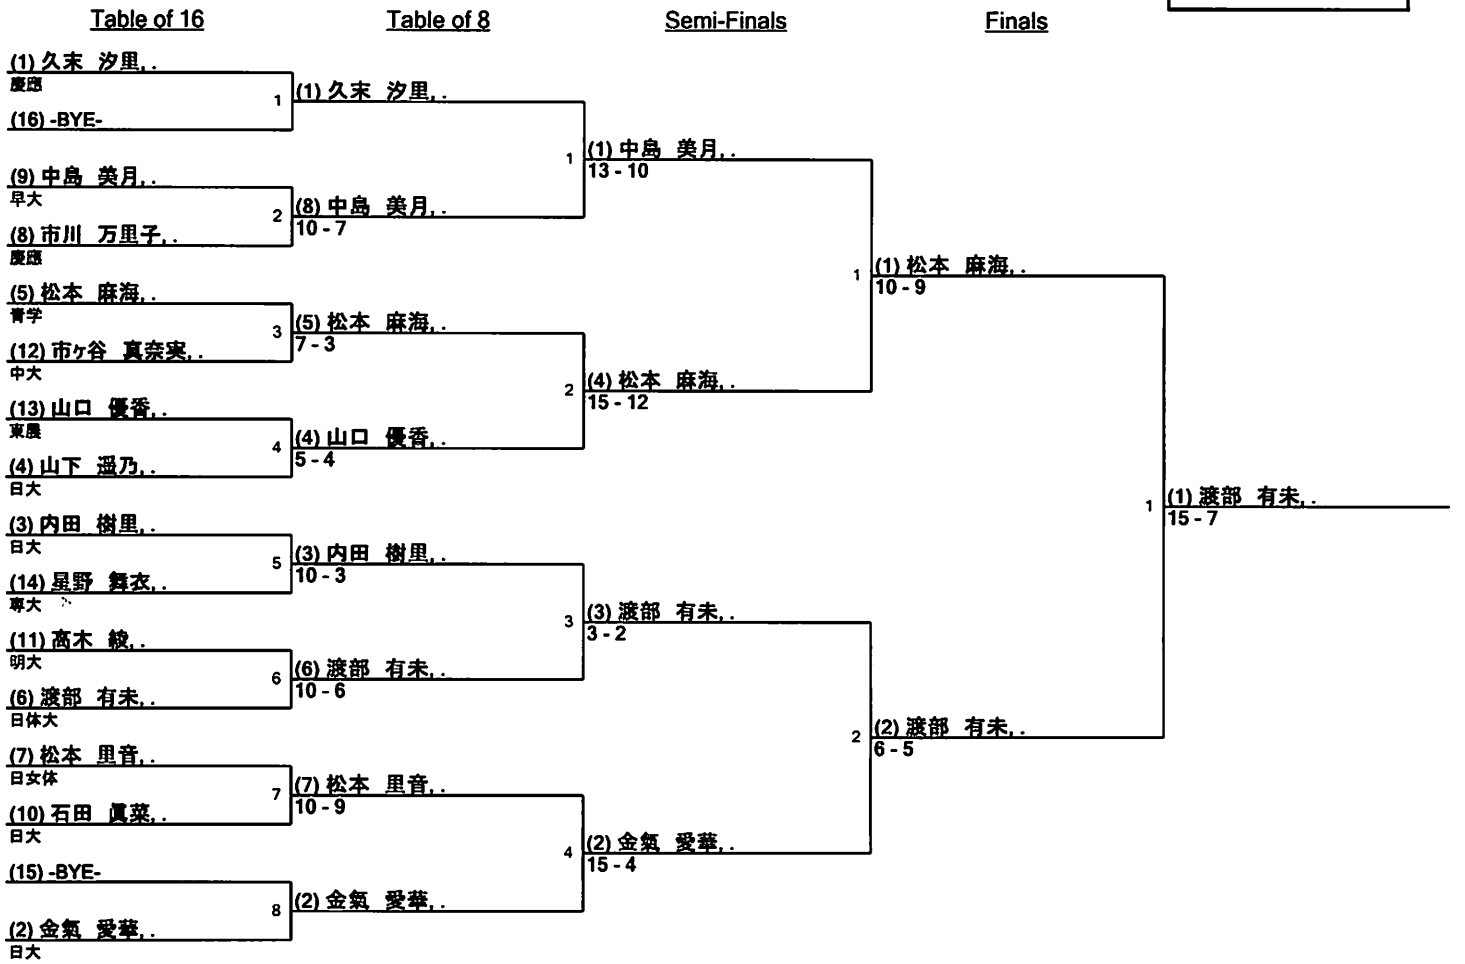 Table of 16
Table of 8
Semi-Finals
Finals
(1) 久末 汐里, .
慶應
1
(1) 久末 汐里, .
(16) -BYE-
1
(1) 中島 美月, .
13 - 10
(9) 中島 美月, .
早大
2
(8) 中島 美月, .
10 - 7
(8) 市川 万里子, .
慶應
1
(1) 松本 麻海, .
10 - 9
(5) 松本 麻海, .
青学
3
(5) 松本 麻海, .
7 - 3
(12) 市ヶ谷 真奈実, .
中大
2
(4) 松本 麻海, .
15 - 12
(13) 山口 優香, .
東農
4
(4) 山口 優香, .
5 - 4
(4) 山下 遥乃, .
日大
1
(1) 渡部 有未, .
15 - 7
(3) 内田 樹里, .
日大
5
(3) 内田 樹里, .
10 - 3
(14) 星野 舞衣, .
専大
3
(3) 渡部 有未, .
3 - 2
(11) 高木 綾, .
明大
6
(6) 渡部 有未, .
10 - 6
(6) 渡部 有未, .
日体大
2
(2) 渡部 有未, .
6 - 5
(7) 松本 里音, .
日女体
7
(7) 松本 里音, .
10 - 9
(10) 石田 眞菜, .
日大
4
(2) 金氣 愛華, .
15 - 4
(15) -BYE-
8
(2) 金氣 愛華, .
(2) 金氣 愛華, .
日大